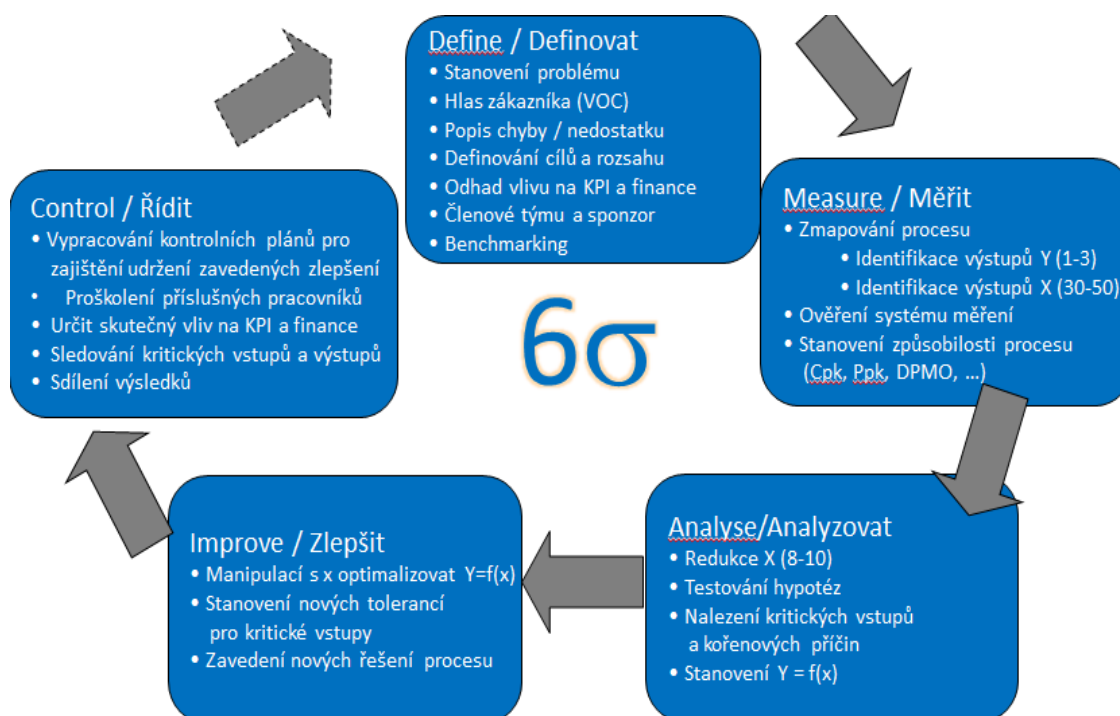 Define / Definovat
• Stanovení problému
• Hlas zákazníka (VOC)
• Popis chyby / nedostatku
• Definování cílů a rozsahu
• Odhad vlivu na KPI a finance
• Členové týmu a sponzor
• Benchmarking
Measure / Měřit
• Zmapování procesu
• Identifikace výstupů Y (1-3)
• Identifikace výstupů X (30-50)
• Ověření systému měření
• Stanovení způsobilosti procesu
(Cpk, Ppk, DPMO, ...)
Analyse/Analyzovat
• Redukce X (8-10)
• Testování hypotéz
• Nalezení kritických vstupů
a kořenových příčin
• Stanovení Y = f(x)
Improve / Zlepšit
• Manipulací s x optimalizovat Y=f(x)
• Stanovení nových tolerancí
pro kritické vstupy
• Zavedení nových řešení procesu
Control / Řídit
• Vypracování kontrolních plánů pro
zajištění udržení zavedených zlepšení
• Proškolení příslušných pracovníků
• Určit skutečný vliv na KPI a finance
• Sledování kritických vstupů a výstupů
• Sdílení výsledků
6σ